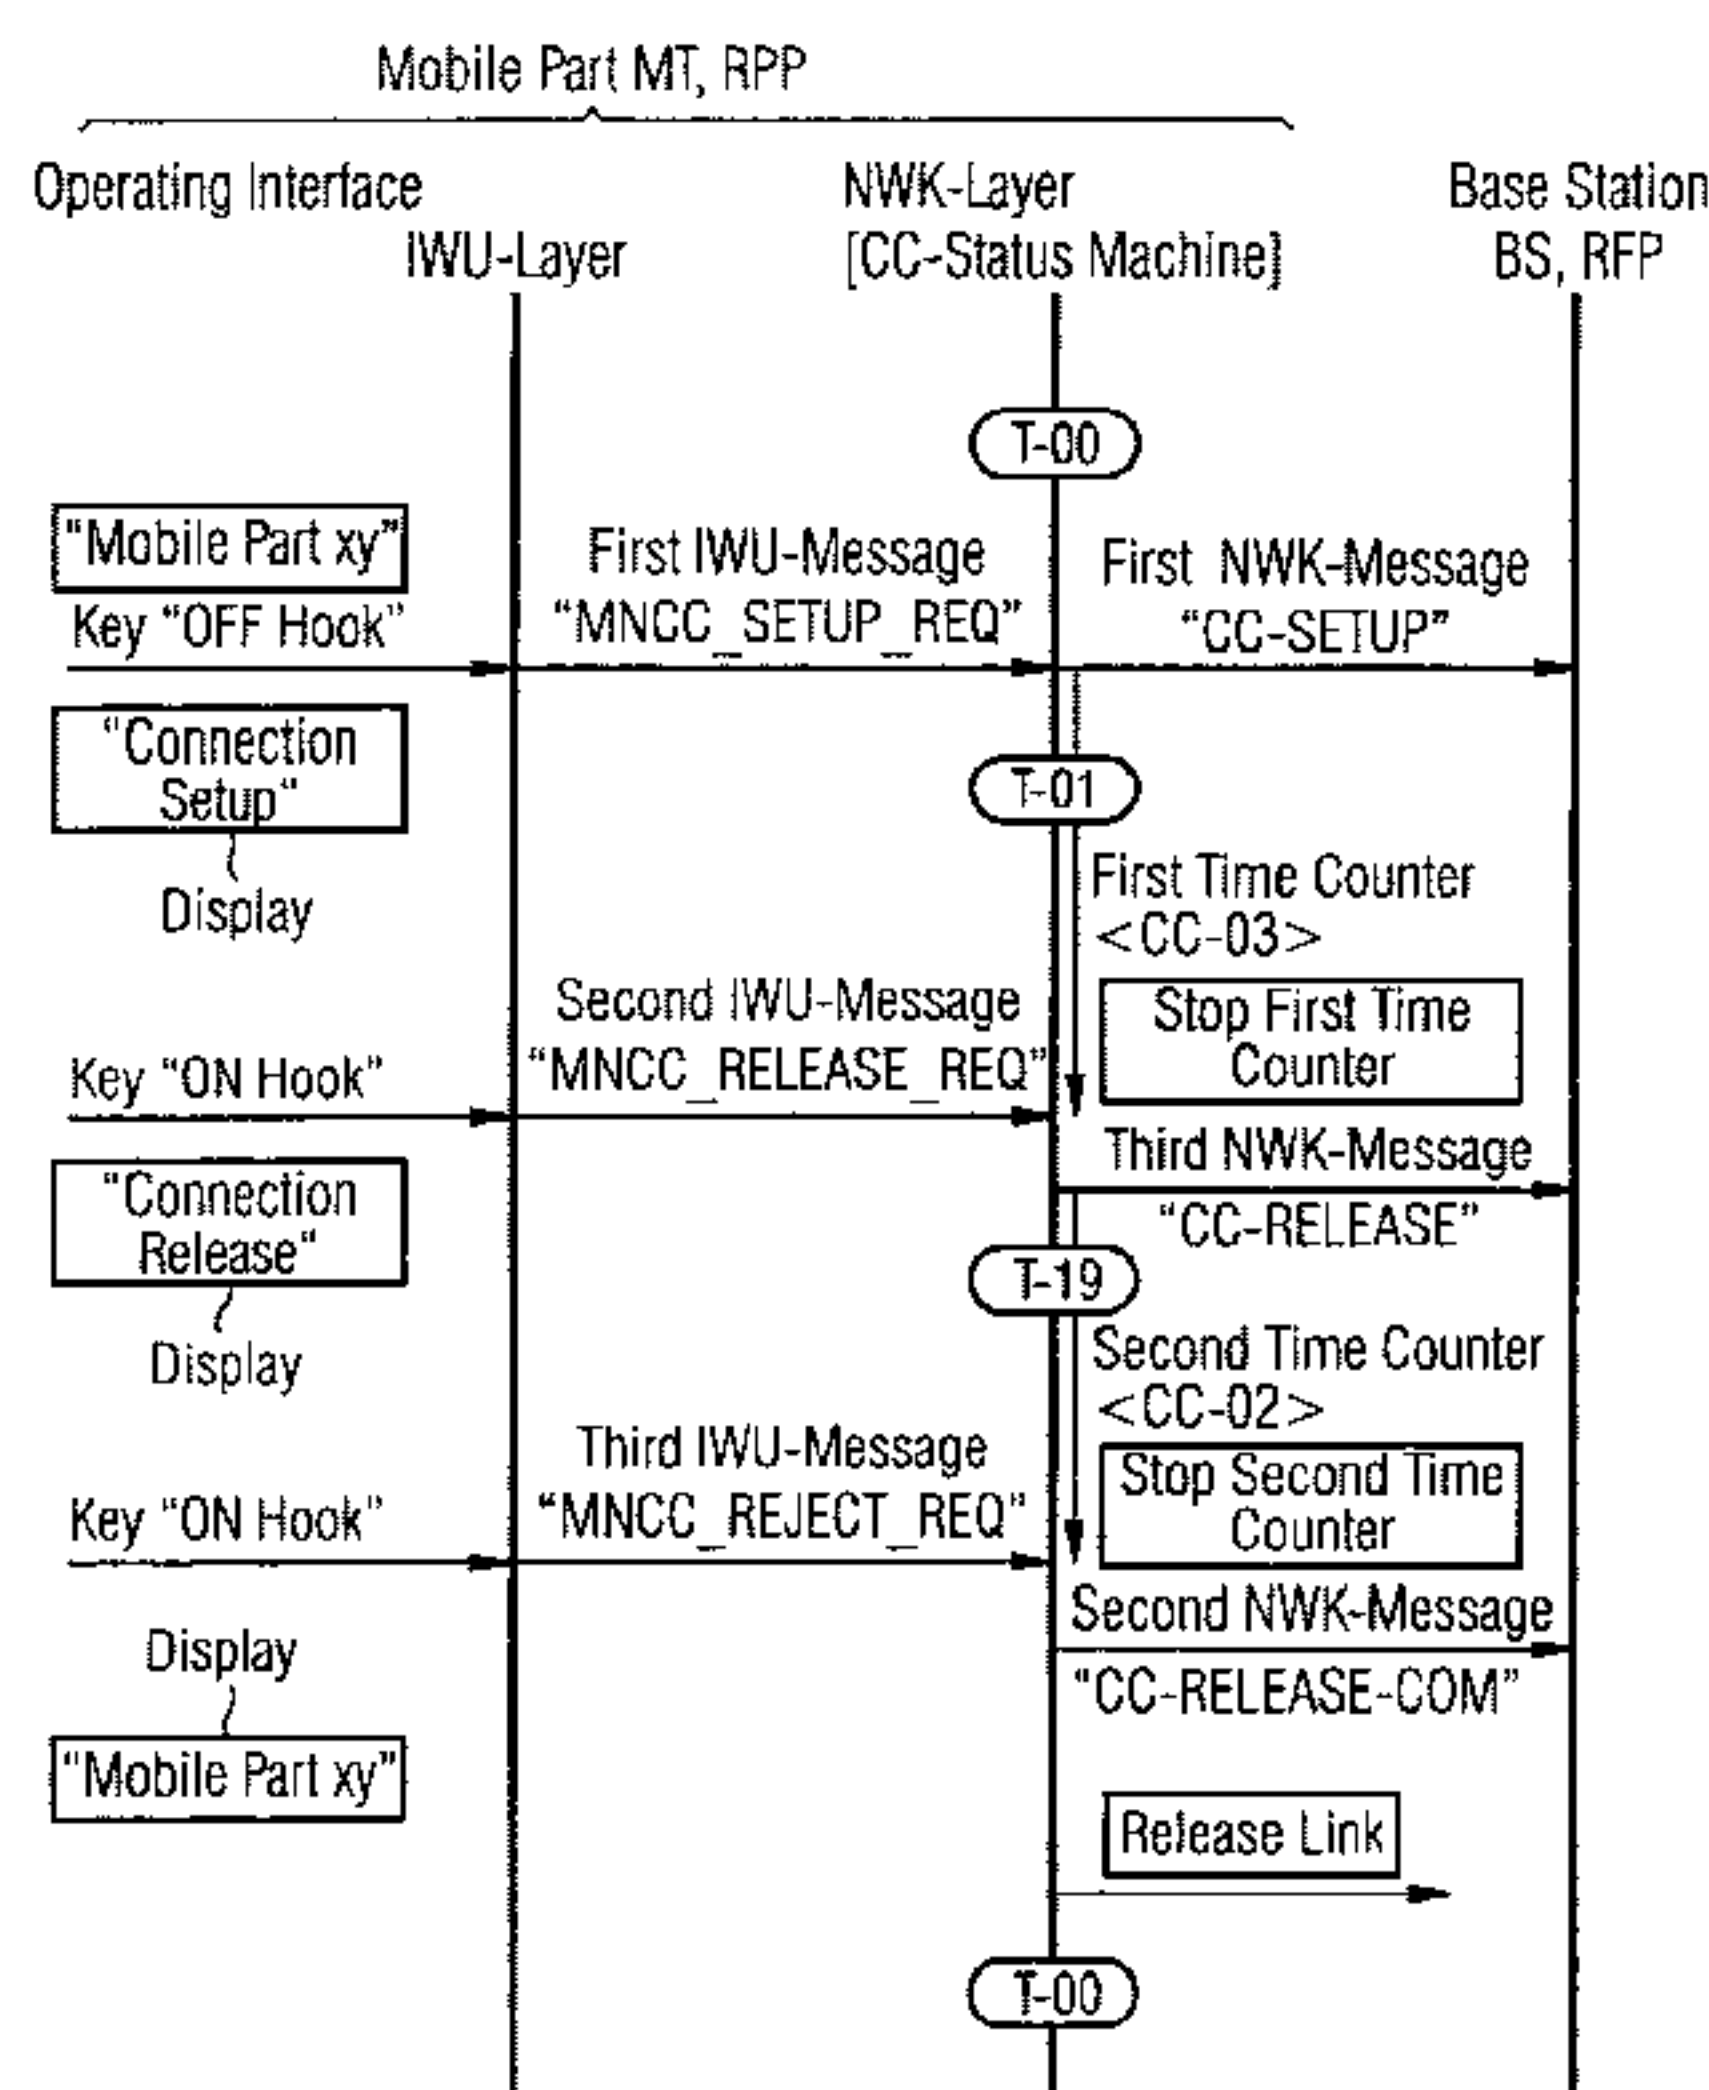 Mobile Part MT, RPP
Operating Interface
IWU-Layer
NWK-Layer
[CC-Status Machine]
Base Station
BS, RFP
T-00
"Mobile Part xy"
Key "OFF Hook"
First IWU-Message
"MNCC_SETUP_REQ"
First NWK-Message
"CC-SETUP"
"Connection
Setup"
Display
T-01
First Time Counter
<CC-03>
Stop First Time
Counter
Second IWU-Message
"MNCC_RELEASE_REQ"
Key "ON Hook"
Third NWK-Message
"CC-RELEASE"
"Connection
Release"
Display
T-19
Second Time Counter
<CC-02>
Stop Second Time
Counter
Third IWU-Message
"MNCC_REJECT_REQ"
Key "ON Hook"
Second NWK-Message
"CC-RELEASE-COM"
Display
"Mobile Part xy"
Release Link
T-00